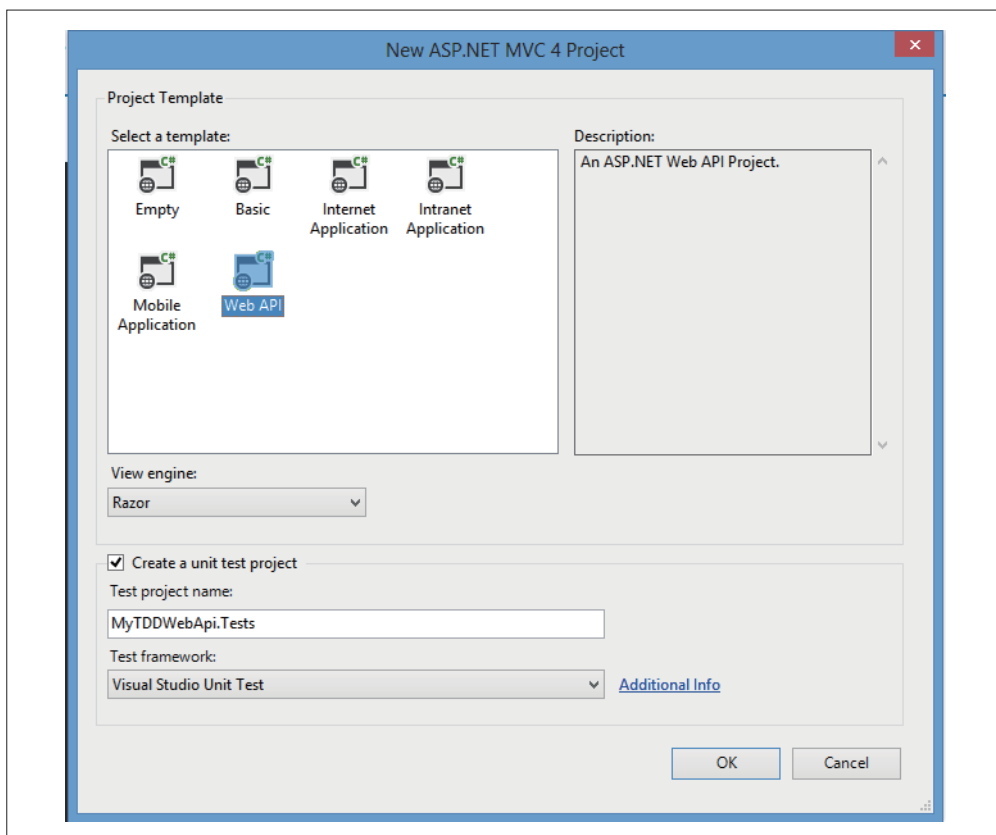 New ASP.NET MVC 4 Project
Project Template
Select a template:
Description:
C# C# C# C#
Empty Basic Internet Application Intranet Application
C# C#
Mobile Application Web API
An ASP.NET Web API Project.
View engine:
Razor
Create a unit test project
Test project name:
MyTDDWebApi.Tests
Test framework:
Visual Studio Unit Test
Additional Info
OK
Cancel